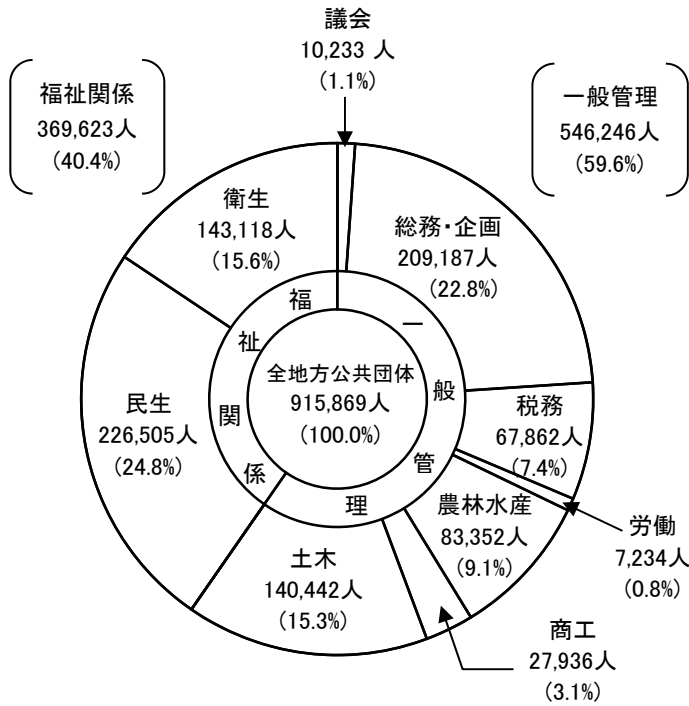 議会
10,233 人
(1.1%)
福祉関係
369,623人
(40.4%)
一般管理
546,246人
(59.6%)
衛生
143,118人
(15.6%)
総務・企画
209,187人
(22.8%)
福祉関係
一般管理
全地方公共団体
915,869人
(100.0%)
民生
226,505人
(24.8%)
税務
67,862人
(7.4%)
労働
7,234人
(0.8%)
農林水産
83,352人
(9.1%)
土木
140,442人
(15.3%)
商工
27,936人
(3.1%)